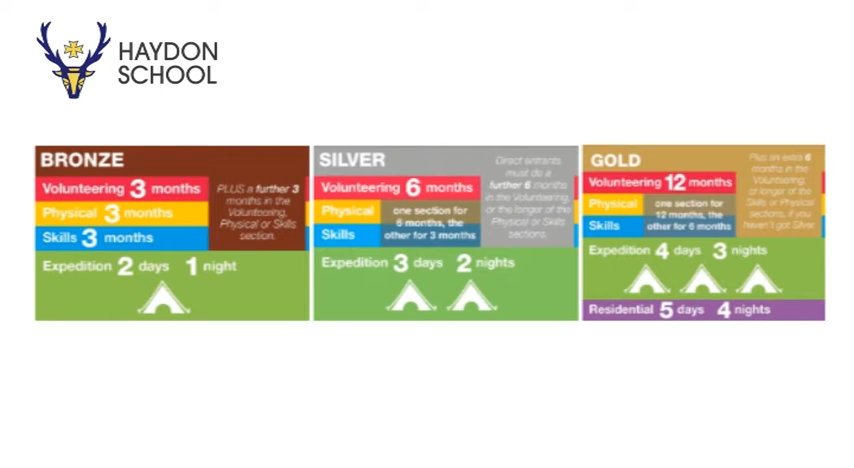 HAYDON
SCHOOL
BRONZE
Volunteering 3 months
Physical 3 months
Skills 3 months
PLUS a further 3
months in the
Volunteering,
Physical or Skills
section.
Expedition 2 days 1 night
SILVER
Volunteering 6 months
Physical
Skills
one section for
6 months, the
other for 3 months
Direct entrants
must do a
further 6 months
in the Volunteering,
or the longer of the
Physical or Skills
sections.
Expedition 3 days 2 nights
GOLD
Volunteering 12 months
Physical
Skills
one section for
12 months, the
other for 6 months
Plus an extra 6
months in the
Volunteering,
or longer of the
Skills or Physical
sections, if you
haven't got Silver.
Expedition 4 days 3 nights
Residential 5 days 4 nights